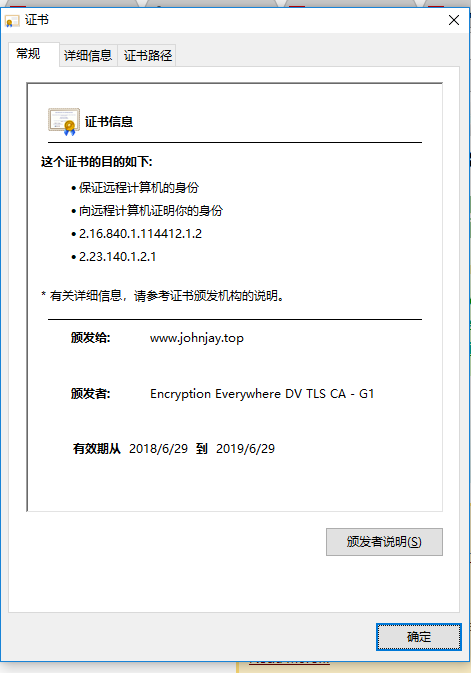 证书
常规 详细信息 证书路径
证书信息
这个证书的目的如下:
• 保证远程计算机的身份
• 向远程计算机证明你的身份
• 2.16.840.1.114412.1.2
• 2.23.140.1.2.1
* 有关详细信息，请参考证书颁发机构的说明。
颁发给: www.johnjay.top
颁发者: Encryption Everywhere DV TLS CA - G1
有效期从 2018/6/29 到 2019/6/29
颁发者说明(S)
确定